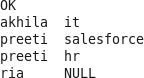 OK
akhila  it
preeti  salesforce
preeti  hr
ria     NULL